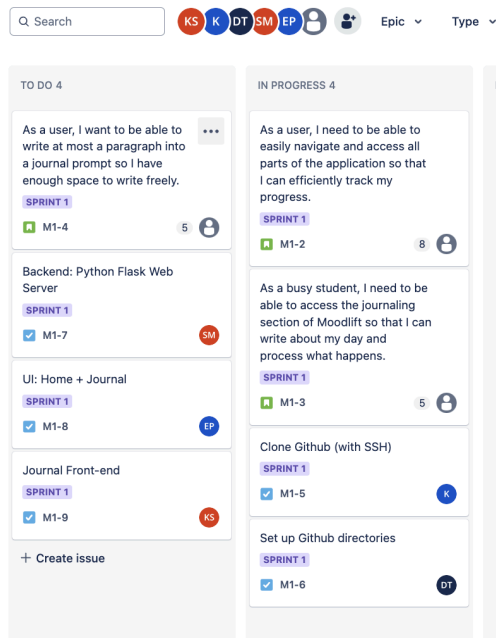 Search
KS K DT SM EP
Epic
Type
TO DO 4
As a user, I want to be able to
write at most a paragraph into
a journal prompt so I have
enough space to write freely.
SPRINT 1
M1-4 5
Backend: Python Flask Web
Server
SPRINT 1
M1-7 SM
UI: Home + Journal
SPRINT 1
M1-8 EP
Journal Front-end
SPRINT 1
M1-9 KS
+ Create issue
IN PROGRESS 4
As a user, I need to be able to
easily navigate and access all
parts of the application so that
I can efficiently track my
progress.
SPRINT 1
M1-2 8
As a busy student, I need to be
able to access the journaling
section of Moodlift so that I can
write about my day and
process what happens.
SPRINT 1
M1-3 5
Clone Github (with SSH)
SPRINT 1
M1-5 K
Set up Github directories
SPRINT 1
M1-6 DT